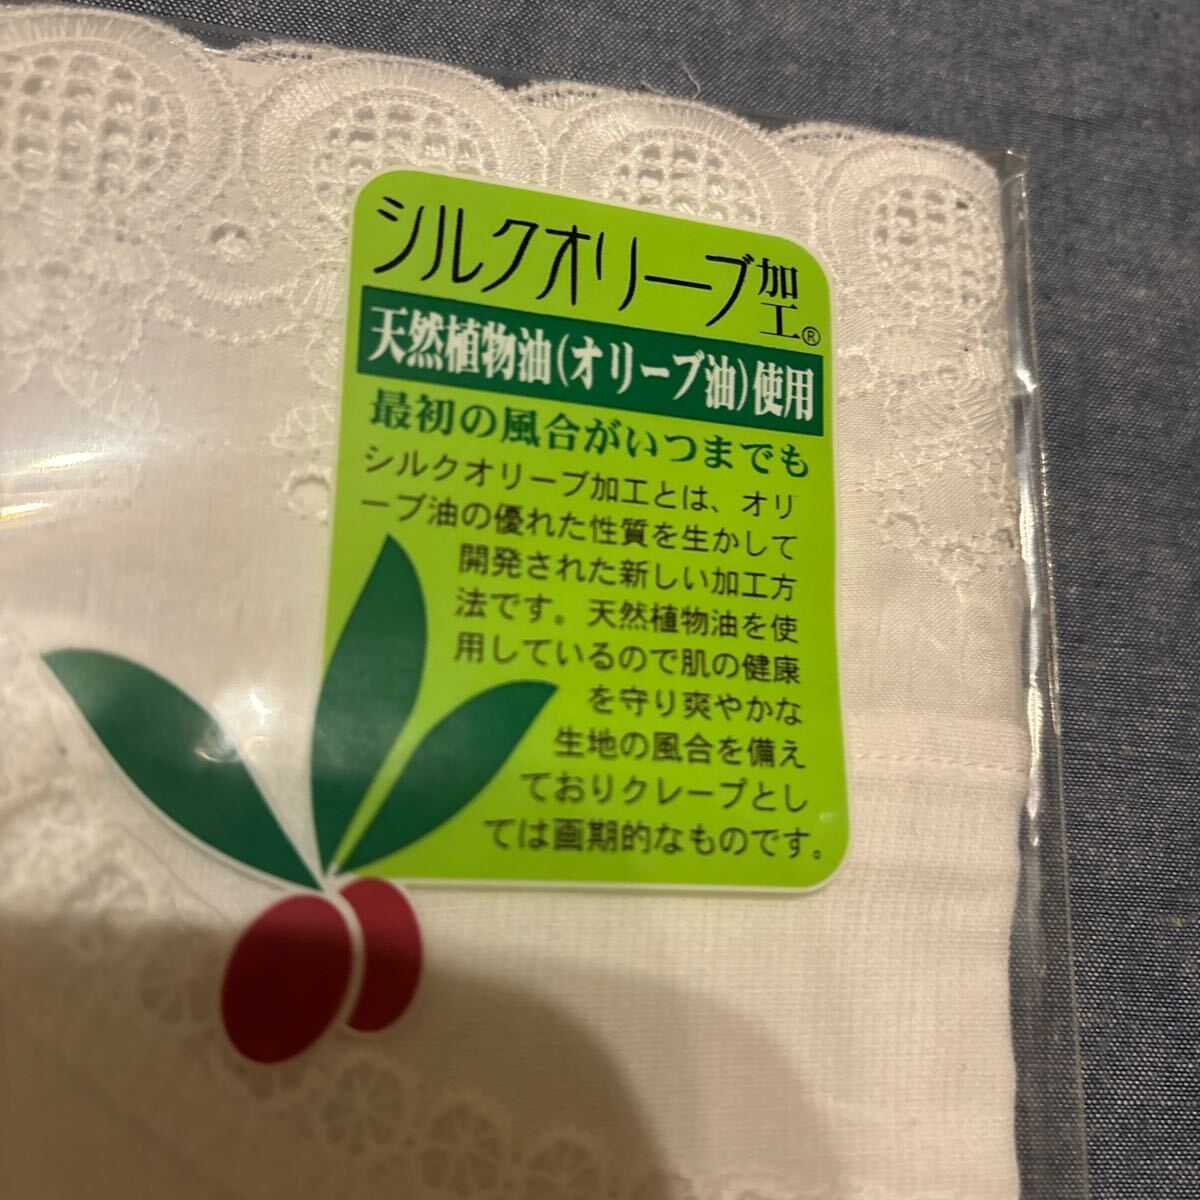 シルクオリーブ加工®
天然植物油(オリーブ油)使用
最初の風合がいつまでも
シルクオリーブ加工とは、オリ
ーブ油の優れた性質を生かして
開発された新しい加工方
法です。天然植物油を使
用しているので肌の健康
を守り爽やかな
生地の風合を備え
ておりクレープとし
ては画期的なものです。